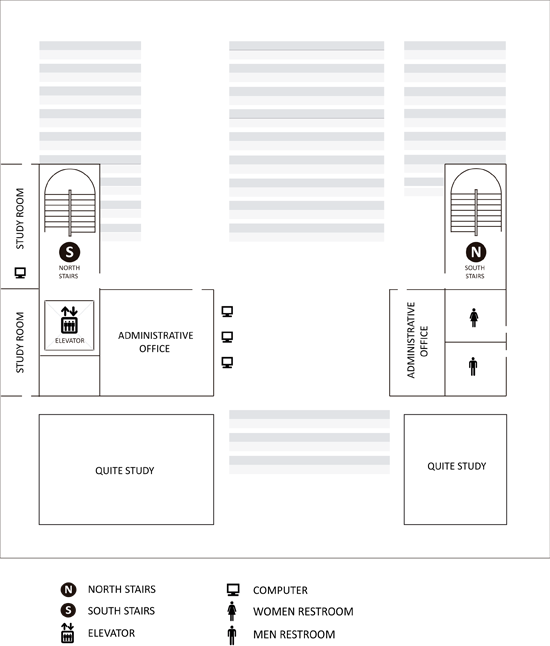 STUDY ROOM
S
NORTH
STAIRS
N
SOUTH
STAIRS
STUDY ROOM
ELEVATOR
ADMINISTRATIVE
OFFICE
ADMINISTRATIVE
OFFICE
QUITE STUDY
QUITE STUDY
N NORTH STAIRS
S SOUTH STAIRS
ELEVATOR
COMPUTER
WOMEN RESTROOM
MEN RESTROOM